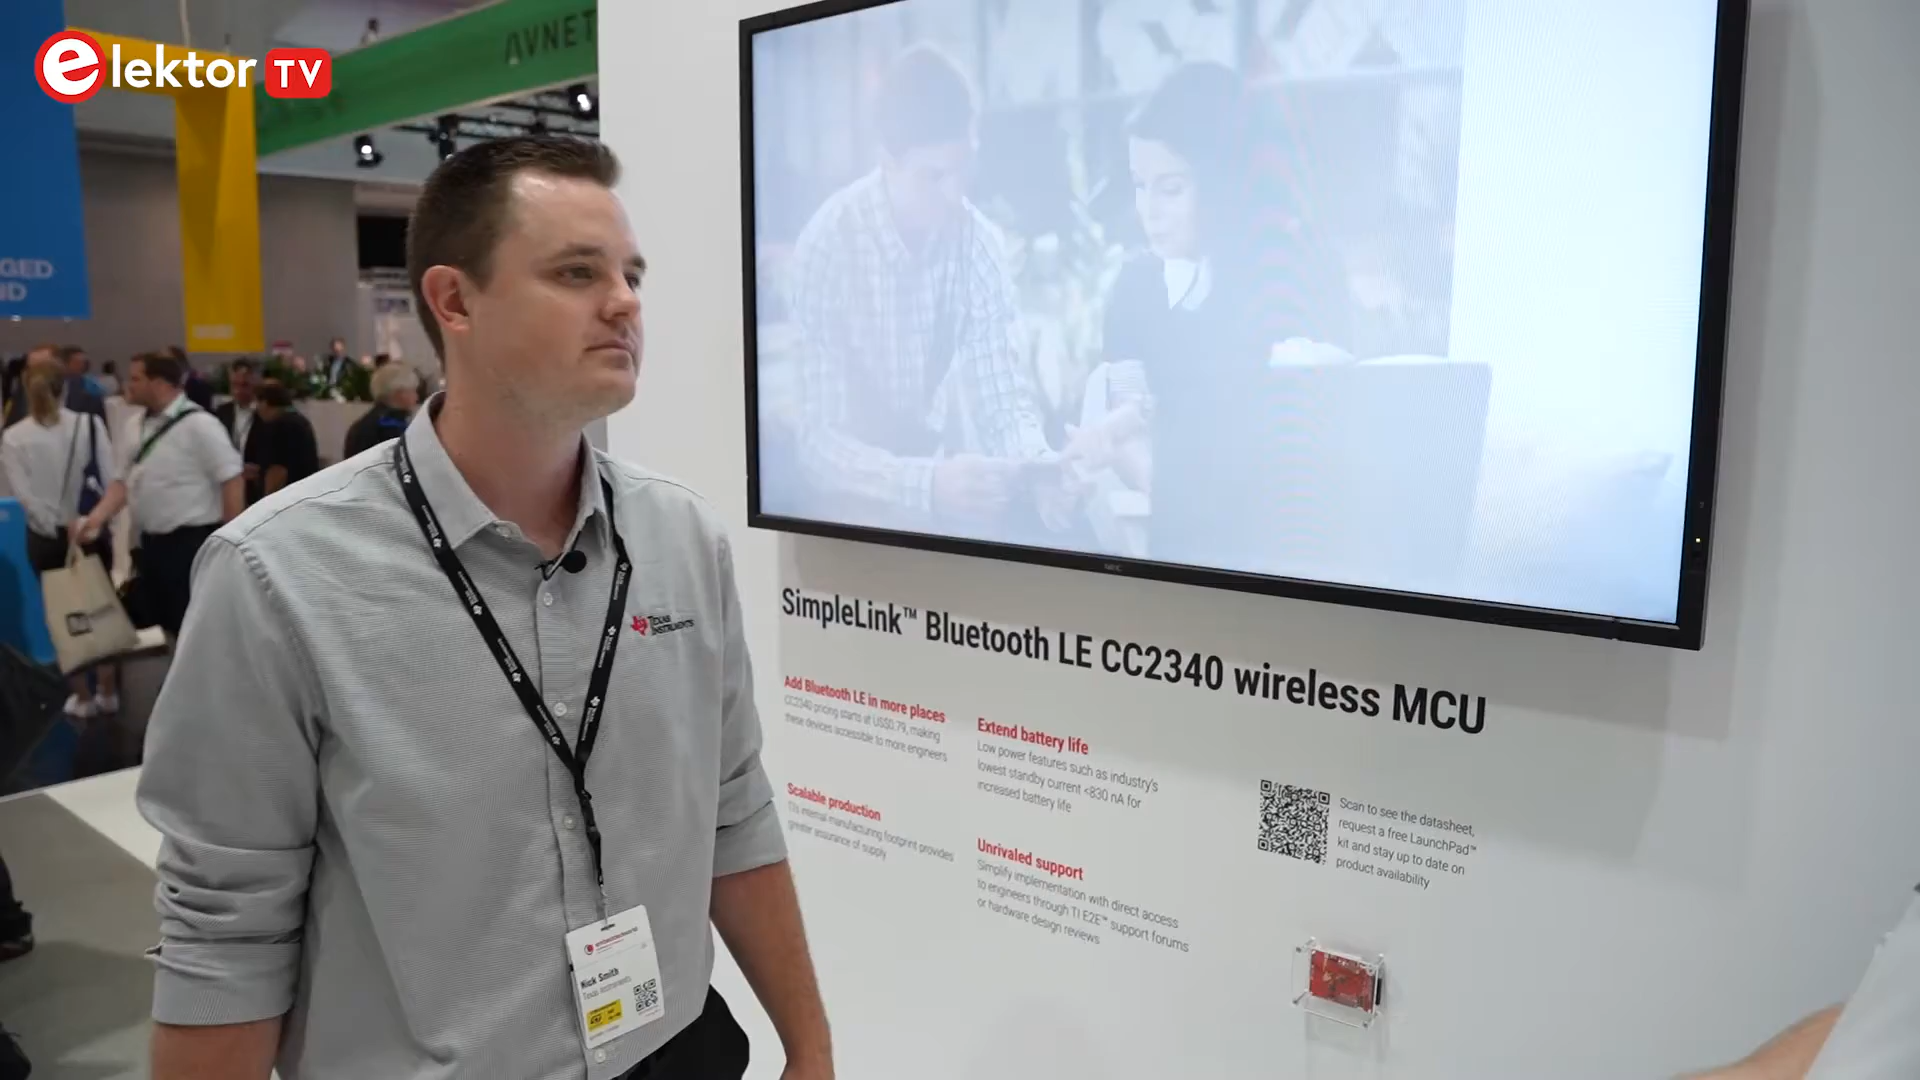 elektor TV
AVNET
GED
ND
NEC
SimpleLink™ Bluetooth LE CC2340 wireless MCU
Add Bluetooth LE in more places
CC2340 pricing starts at US$0.79, making
these devices accessible to more engineers
Scalable production
TI's internal manufacturing footprint provides
greater assurance of supply
Extend battery life
Low power features such as industry's
lowest standby current <830 nA for
increased battery life
Unrivaled support
Simplify implementation with direct access
to engineers through TI E2E™ support forums
or hardware design reviews
Scan to see the datasheet,
request a free LaunchPad™
kit and stay up to date on
product availability
TEXAS
INSTRUMENTS
embeddedworld
Nick Smith
Texas Instruments